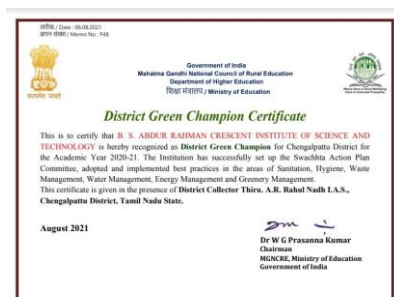 तारीख / Date : 06.08.2021
ज्ञापन संख्या / Memo No : F48
Government of India
Mahatma Gandhi National Council of Rural Education
Department of Higher Education
शिक्षा मंत्रालय / Ministry of Education
सत्यमेव जयते
District Green Champion Certificate
This is to certify that B. S. ABDUR RAHMAN CRESCENT INSTITUTE OF SCIENCE AND
TECHNOLOGY is hereby recognized as District Green Champion for Chengalpattu District for
the Academic Year 2020-21. The Institution has successfully set up the Swachhta Action Plan
Committee, adopted and implemented best practices in the areas of Sanitation, Hygiene, Waste
Management, Water Management, Energy Management and Greenery Management.
This certificate is given in the presence of District Collector Thiru. A.R. Rahul Nadh I.A.S.,
Chengalpattu District, Tamil Nadu State.
August 2021
Dr W G Prasanna Kumar
Chairman
MGNCRE, Ministry of Education
Government of India